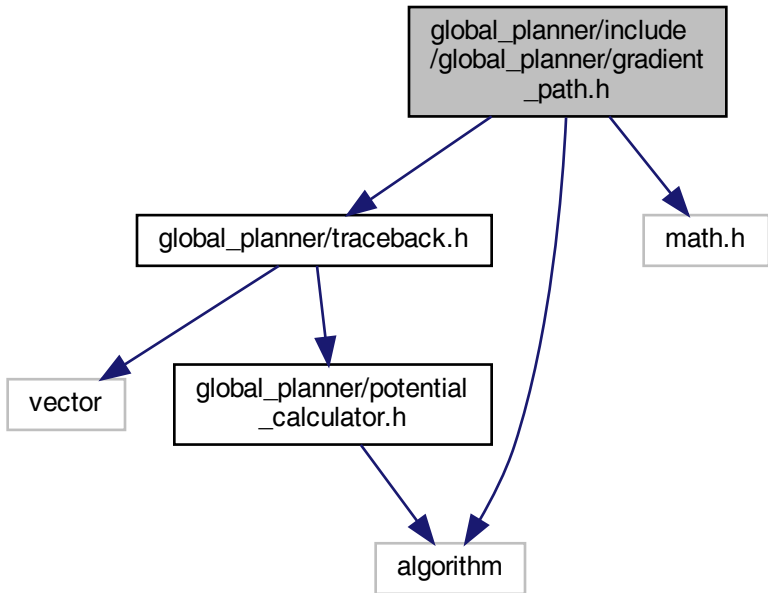 global_planner/include
/global_planner/gradient
_path.h
global_planner/traceback.h
math.h
vector
global_planner/potential
_calculator.h
algorithm